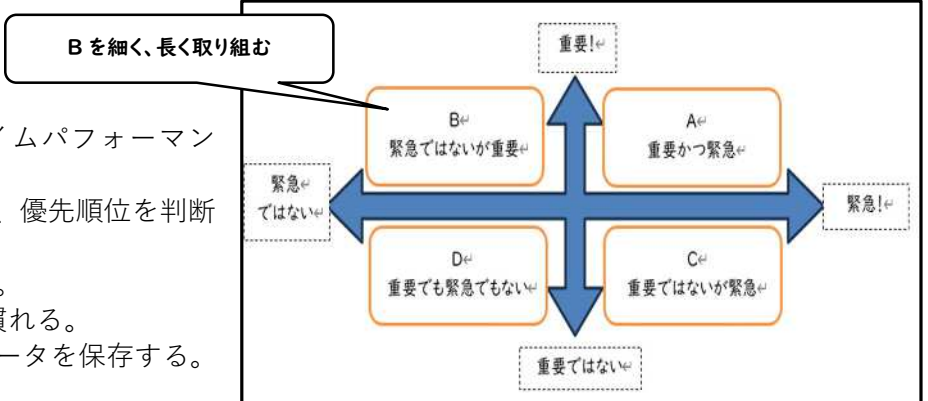 Bを細く、長く取り組む
イムパフォーマン
、優先順位を判断
。
慣れる。
ータを保存する。
重要!↵
B↵
緊急ではないが重要↵
A↵
重要かつ緊急↵
緊急↵
ではない↵
緊急!↵
D↵
重要でも緊急でもない↵
C↵
重要ではないが緊急↵
重要ではない↵